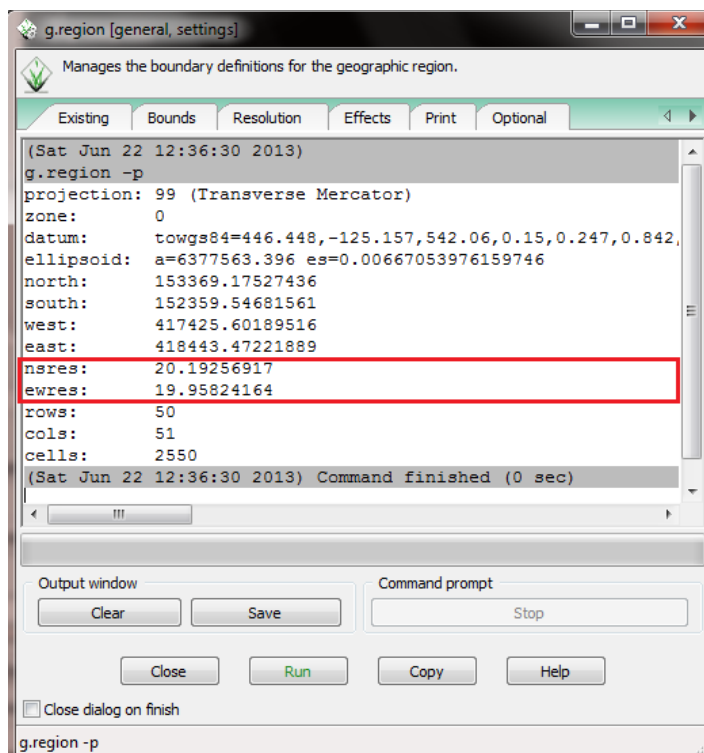 g.region [general, settings]
Manages the boundary definitions for the geographic region.
Existing Bounds Resolution Effects Print Optional
(Sat Jun 22 12:36:30 2013)
g.region -p
projection: 99 (Transverse Mercator)
zone: 0
datum: towgs84=446.448,-125.157,542.06,0.15,0.247,0.842,
ellipsoid: a=6377563.396 es=0.00667053976159746
north: 153369.17527436
south: 152359.54681561
west: 417425.60189516
east: 418443.47221889
nsres: 20.19256917
ewres: 19.95824164
rows: 50
cols: 51
cells: 2550
(Sat Jun 22 12:36:30 2013) Command finished (0 sec)
Output window Command prompt
Clear Save Stop
Close Run Copy Help
Close dialog on finish
g.region -p